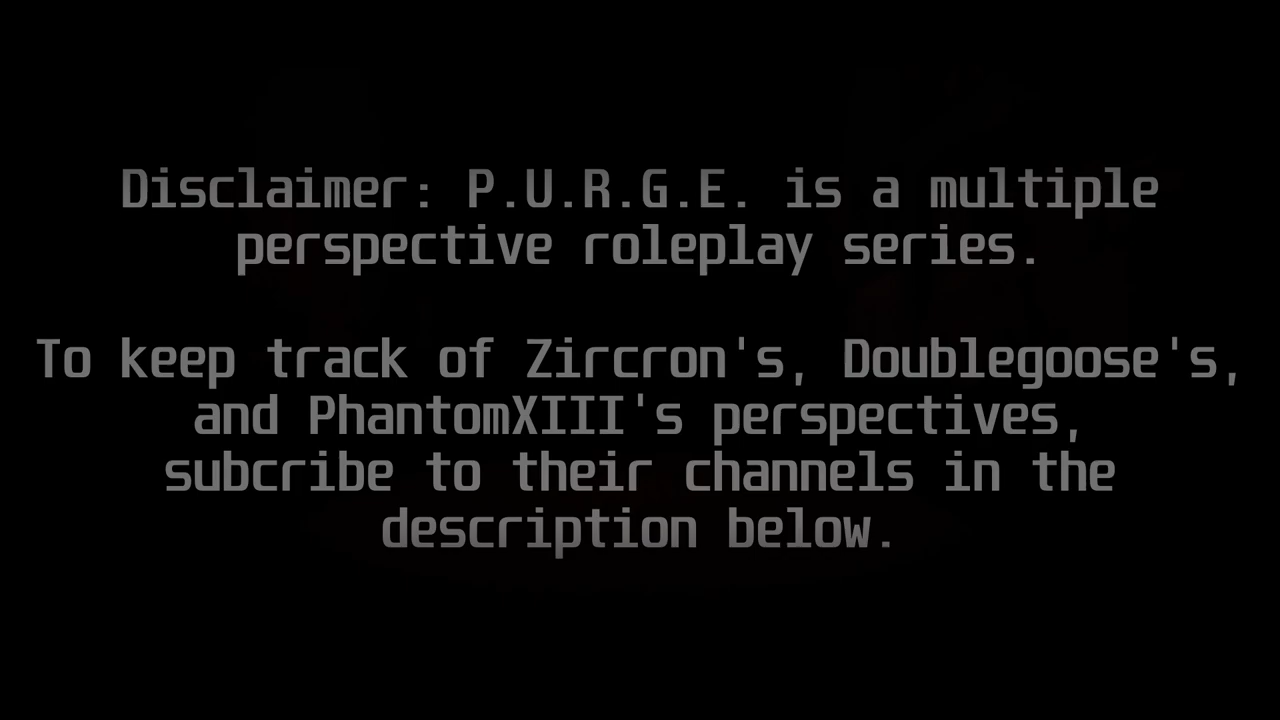 Disclaimer: P.U.R.G.E. is a multiple
perspective roleplay series.
To keep track of Zircron's, Doublegoose's,
and PhantomXIII's perspectives,
subcribe to their channels in the
description below.